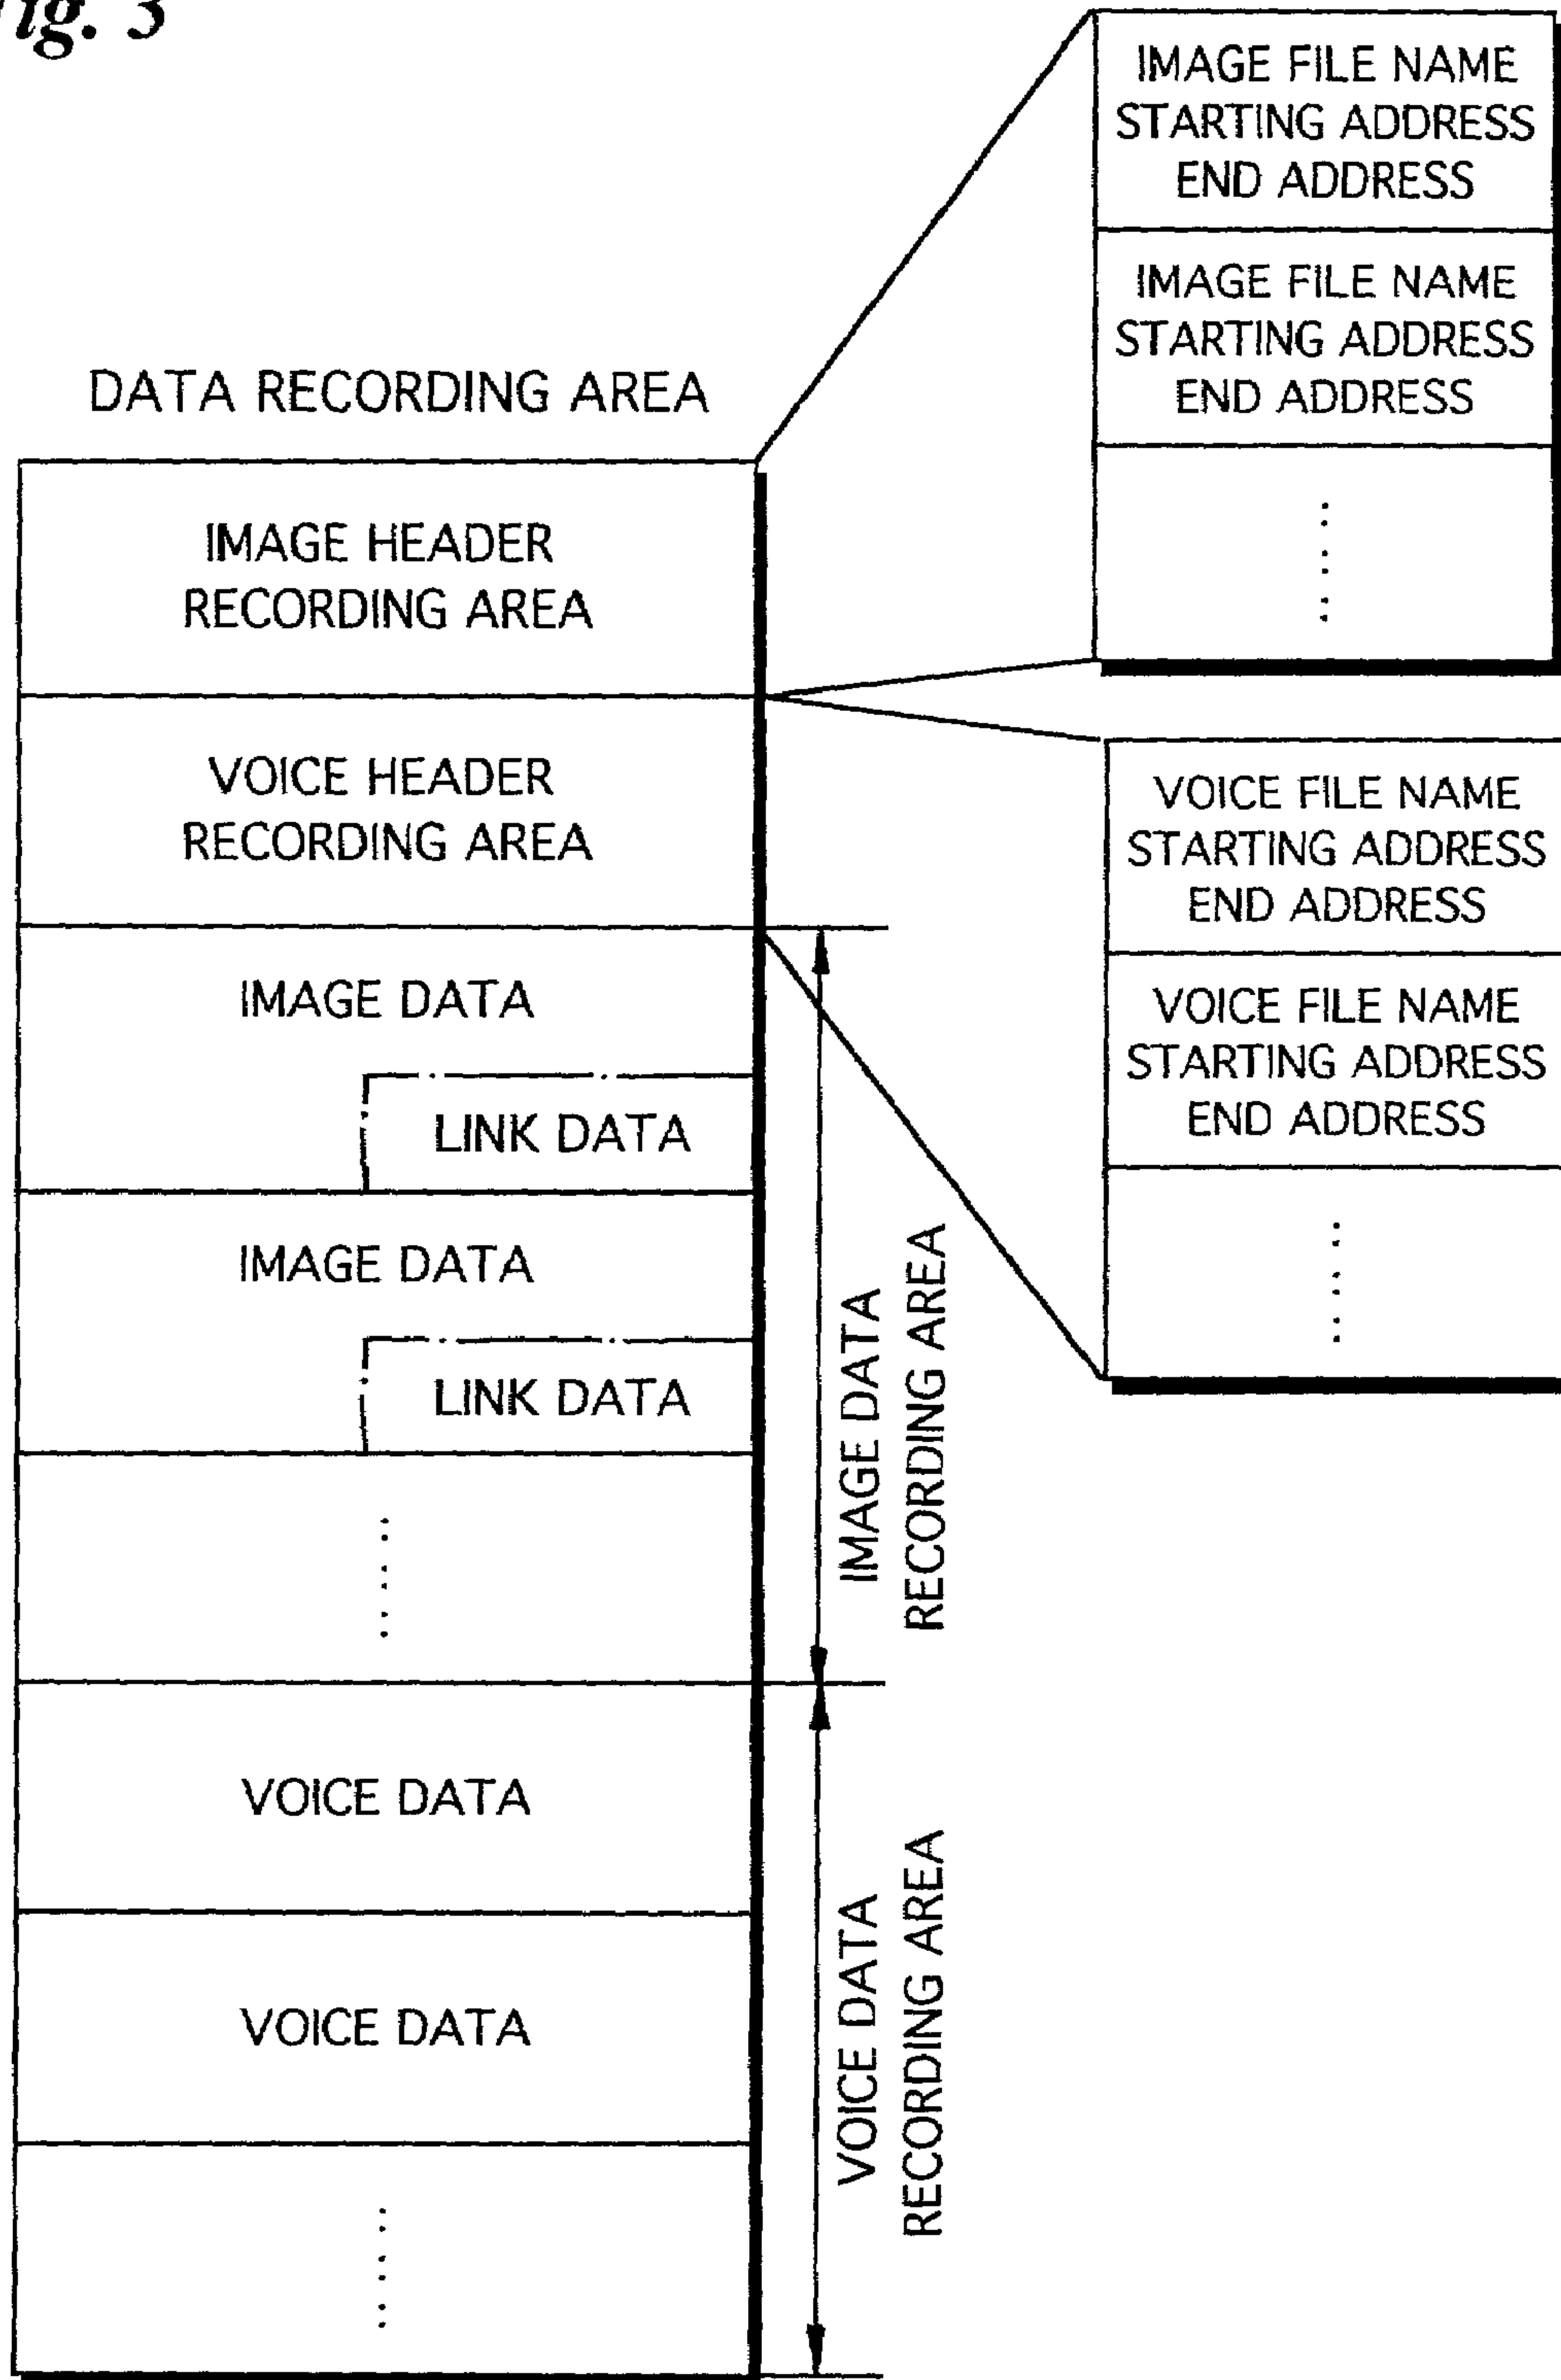 Fig. 3
DATA RECORDING AREA
IMAGE HEADER
RECORDING AREA
VOICE HEADER
RECORDING AREA
IMAGE DATA
LINK DATA
IMAGE DATA
LINK DATA
VOICE DATA
VOICE DATA
IMAGE DATA
RECORDING AREA
VOICE DATA
RECORDING AREA
IMAGE FILE NAME
STARTING ADDRESS
END ADDRESS
IMAGE FILE NAME
STARTING ADDRESS
END ADDRESS
VOICE FILE NAME
STARTING ADDRESS
END ADDRESS
VOICE FILE NAME
STARTING ADDRESS
END ADDRESS